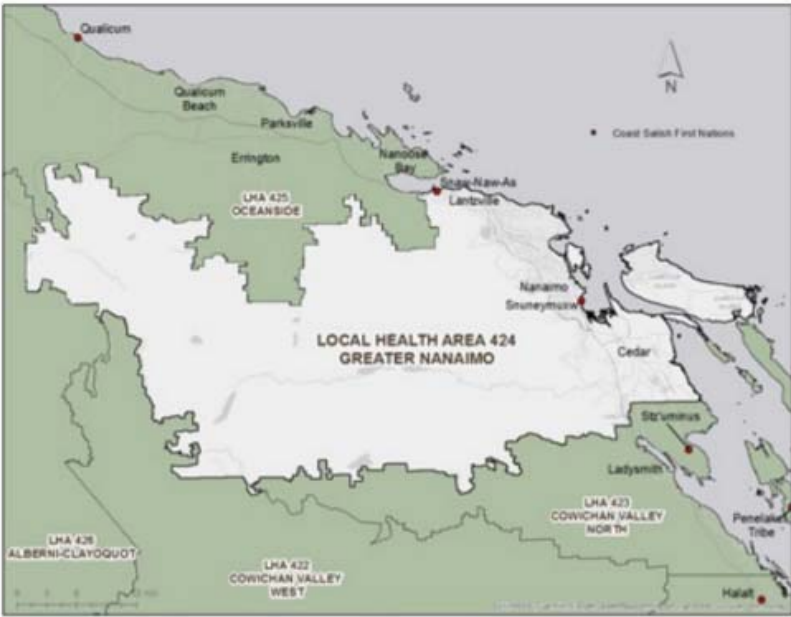 Qualicum
N
Qualicum
Beach
Coast Salish First Nations
Parksville
Errington
Nanoose
Bay
Snaw-Naw-As
LHA 425
OCEANSIDE
Lantzville
Nanaimo
Snuneymuxw
LOCAL HEALTH AREA 424
GREATER NANAIMO
Cedar
Stz'uminus
Ladysmith
LHA 423
COWICHAN VALLEY
NORTH
Penelakut
Tribe
LHA 426
ALBERNI-CLAYOQUOT
LHA 422
COWICHAN VALLEY
WEST
Halalt